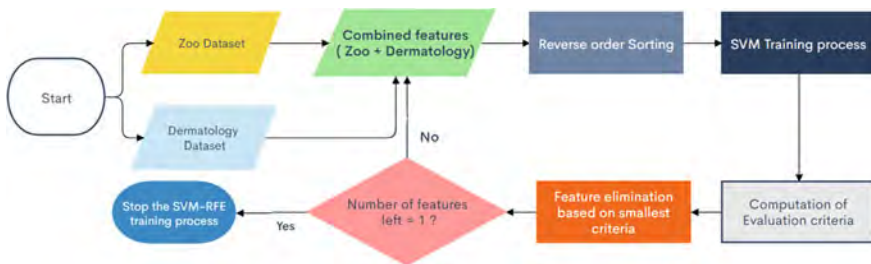 Start
Zoo Dataset
Dermatology
Dataset
Combined features
( Zoo + Dermatology)
Reverse order Sorting
SVM Training process
Computation of
Evaluation criteria
Feature elimination
based on smallest
criteria
Number of features
left = 1 ?
No
Yes
Stop the SVM-RFE
training process